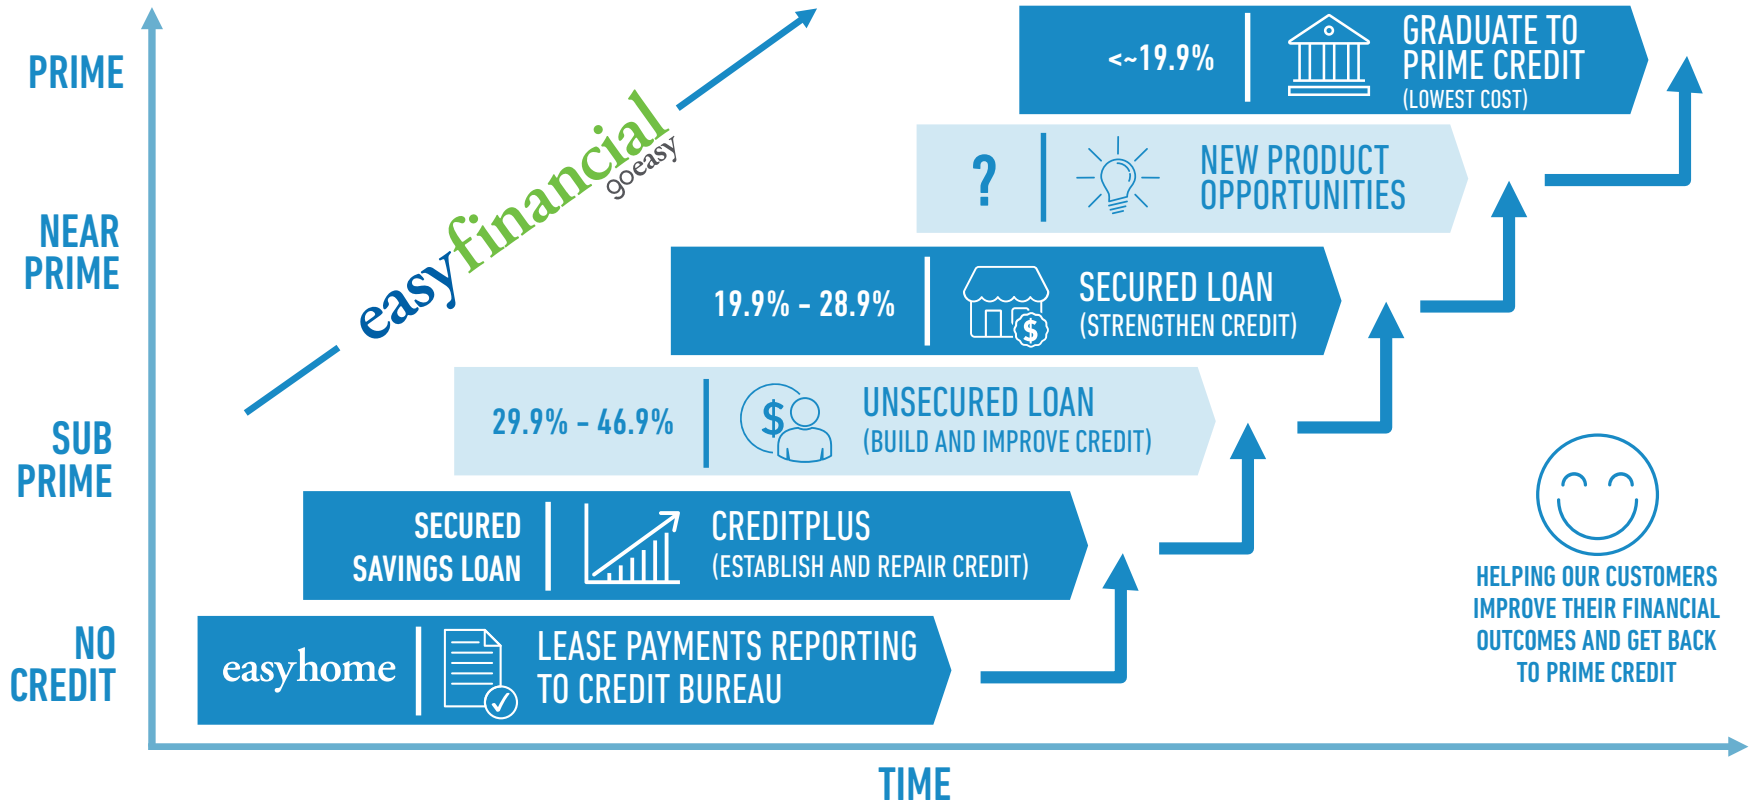 PRIME
<~19.9%
GRADUATE TO
PRIME CREDIT
(LOWEST COST)
easyfinancial
goeasy
?
NEW PRODUCT
OPPORTUNITIES
NEAR
PRIME
19.9% – 28.9%
$
SECURED LOAN
(STRENGTHEN CREDIT)
SUB
PRIME
29.9% – 46.9%
$
UNSECURED LOAN
(BUILD AND IMPROVE CREDIT)
SECURED
SAVINGS LOAN
CREDITPLUS
(ESTABLISH AND REPAIR CREDIT)
NO
CREDIT
easyhome
LEASE PAYMENTS REPORTING
TO CREDIT BUREAU
HELPING OUR CUSTOMERS
IMPROVE THEIR FINANCIAL
OUTCOMES AND GET BACK
TO PRIME CREDIT
TIME